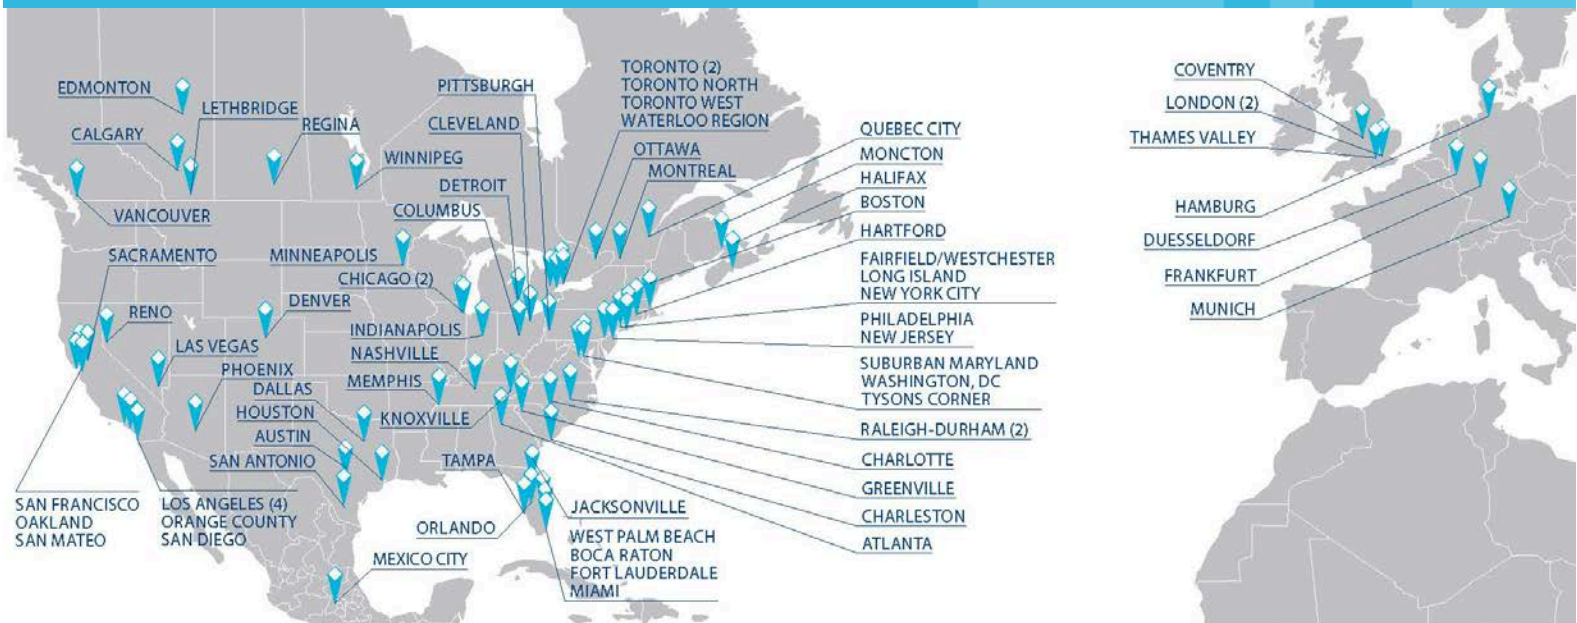 EDMONTON
LETHBRIDGE
CALGARY
REGINA
WINNIPEG
VANCOUVER
SACRAMENTO
MINNEAPOLIS
CHICAGO (2)
RENO
DENVER
INDIANAPOLIS
LAS VEGAS
NASHVILLE
PHOENIX
MEMPHIS
DALLAS
HOUSTON
KNOXVILLE
AUSTIN
SAN ANTONIO
TAMPA
SAN FRANCISCO
OAKLAND
SAN MATEO
LOS ANGELES (4)
ORANGE COUNTY
SAN DIEGO
ORLANDO
MEXICO CITY
JACKSONVILLE
WEST PALM BEACH
BOCA RATON
FORT LAUDERDALE
MIAMI
PITTSBURGH
CLEVELAND
DETROIT
COLUMBUS
TORONTO (2)
TORONTO NORTH
TORONTO WEST
WATERLOO REGION
OTTAWA
MONTREAL
QUEBEC CITY
MONCTON
HALIFAX
BOSTON
HARTFORD
FAIRFIELD/WESTCHESTER
LONG ISLAND
NEW YORK CITY
PHILADELPHIA
NEW JERSEY
SUBURBAN MARYLAND
WASHINGTON, DC
TYSONS CORNER
RALEIGH-DURHAM (2)
CHARLOTTE
GREENVILLE
CHARLESTON
ATLANTA
COVENTRY
LONDON (2)
THAMES VALLEY
HAMBURG
DUESSELDORF
FRANKFURT
MUNICH